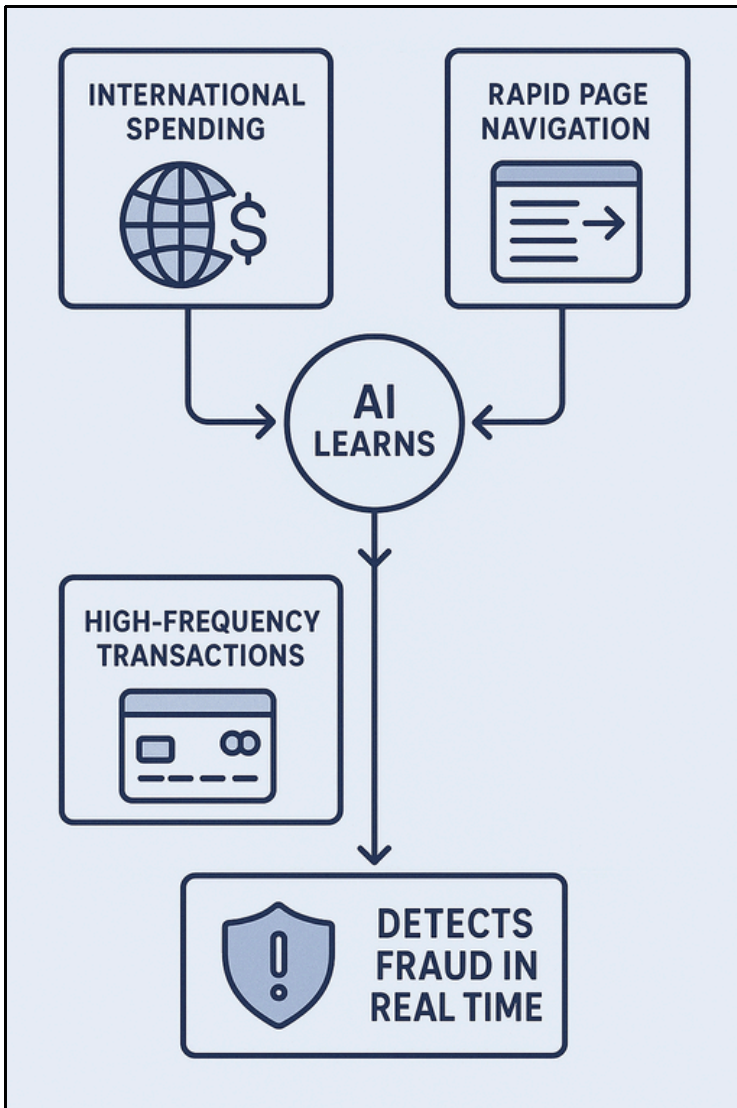 INTERNATIONAL
SPENDING
RAPID PAGE
NAVIGATION
$
AI
LEARNS
HIGH-FREQUENCY
TRANSACTIONS
DETECTS
FRAUD IN
REAL TIME